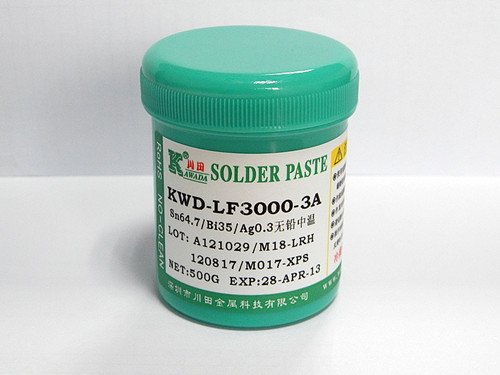 K® 川田
AWADA
SOLDER PASTE
KWD-LF3000-3A
Sn64.7/Bi35/Ag0.3无铅中温
LOT: A121029/M18-LRH
120817/M017-XPS
NET:500G EXP:28-APR-13
深圳市川田金属科技有限公司
RoHS NO-CLEAN